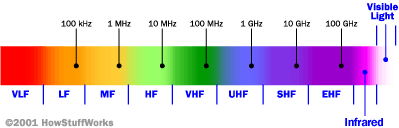 Visible
Light
100 kHz 1 MHz 10 MHz 100 MHz 1 GHz 10 GHz 100 GHz
VLF LF MF HF VHF UHF SHF EHF
Infrared
©2001 HowStuffWorks